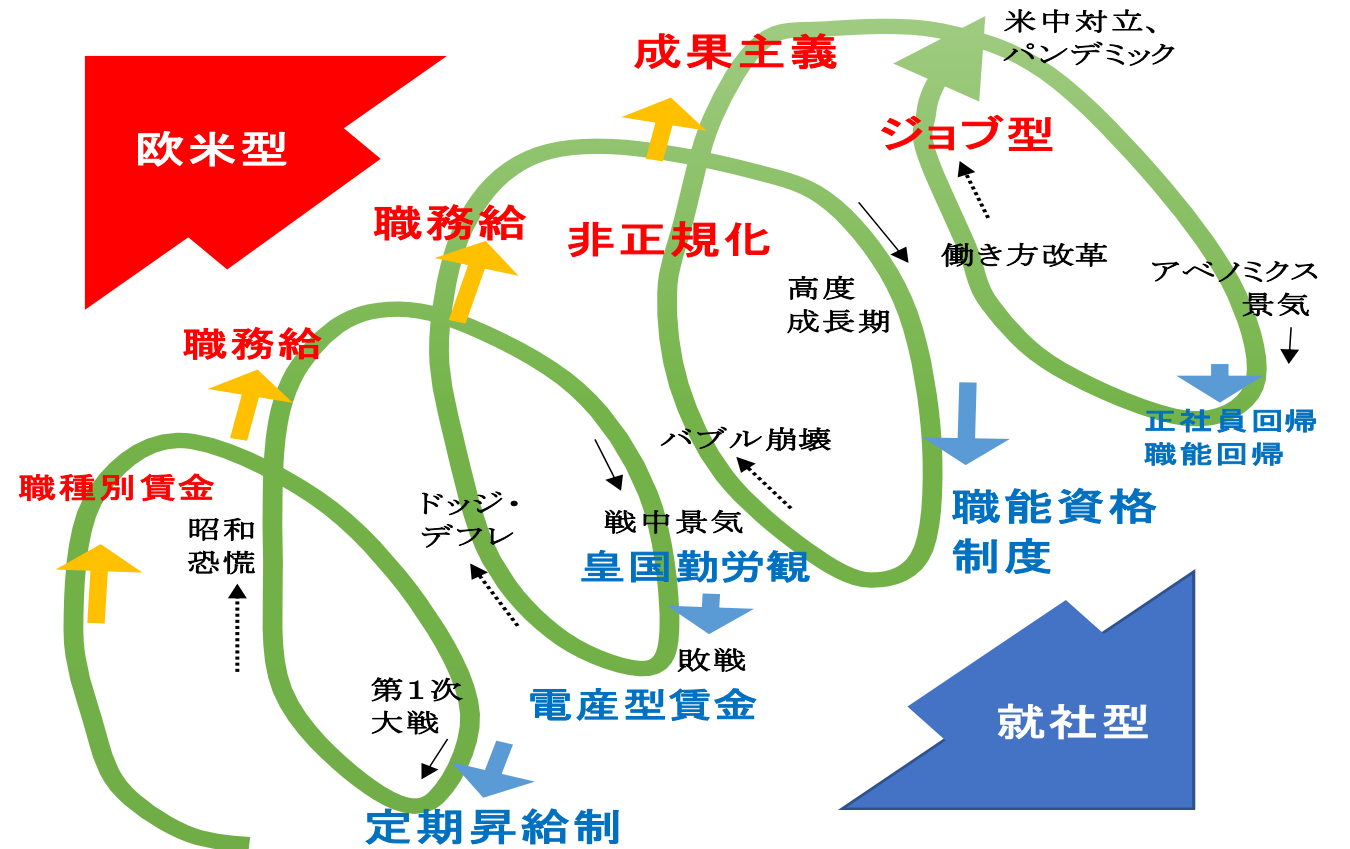 米中対立、
パンデミック
成果主義
欧米型
ジョブ型
職務給
非正規化
働き方改革
アベノミクス
景気
高度
成長期
職務給
正社員回帰
職能回帰
バブル崩壊
職種別賃金
ドッジ・
デフレ
昭和
恐慌
戦中景気
皇国勤労観
職能資格
制度
敗戦
電産型賃金
第１次
大戦
就社型
定期昇給制